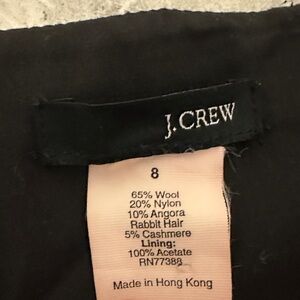 J.CREW
8
65% Wool
20% Nylon
10% Angora
Rabbit Hair
5% Cashmere
Lining:
100% Acetate
RN77388
Made in Hong Kong